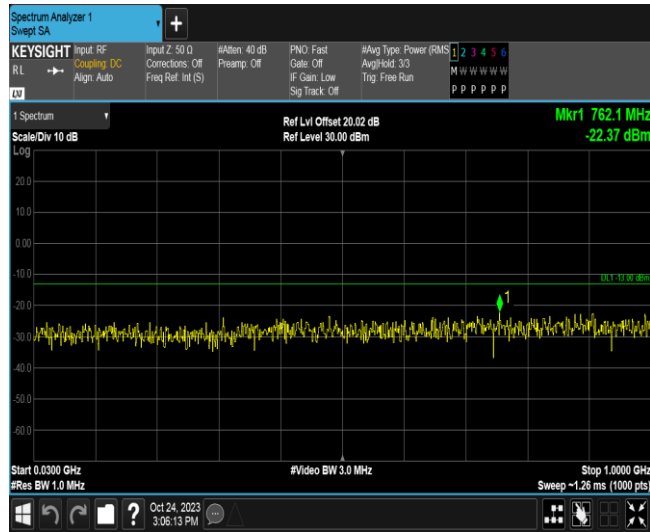 Spectrum Analyzer 1
Swept SA
+
KEYSIGHT
RL
LXI
Input: RF
Coupling: DC
Align: Auto
Input Z: 50 Ω
Corrections: Off
Freq Ref: Int (S)
#Atten: 40 dB
Preamp: Off
PNO: Fast
Gate: Off
IF Gain: Low
Sig Track: Off
#Avg Type: Power (RMS
Avg|Hold: 3/3
Trig: Free Run
1 2 3 4 5 6
M W W W W W
P P P P P P
1 Spectrum
Scale/Div 10 dB
Log
Ref Lvl Offset 20.02 dB
Ref Level 30.00 dBm
Mkr1 762.1 MHz
-22.37 dBm
20.0
10.0
0.00
-10.0
DL1 -13.00 dBm
1
-20.0
-30.0
-40.0
-50.0
-60.0
Start 0.0300 GHz
#Res BW 1.0 MHz
#Video BW 3.0 MHz
Stop 1.0000 GHz
Sweep ~1.26 ms (1000 pts)
?
Oct 24, 2023
3:06:13 PM